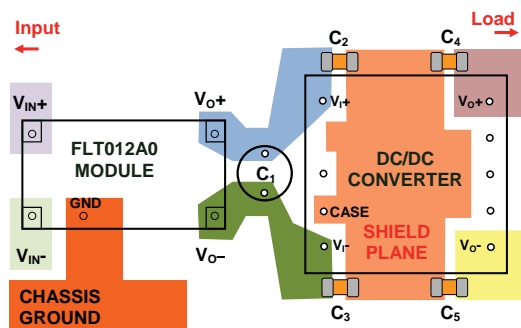 Input
Load
C2
C4
VIN+
VO+
VI+
VO+
FLT012A0
MODULE
C1
DC/DC
CONVERTER
GND
CASE
SHIELD
PLANE
VIN-
VO–
VI-
VO-
CHASSIS
GROUND
C3
C5